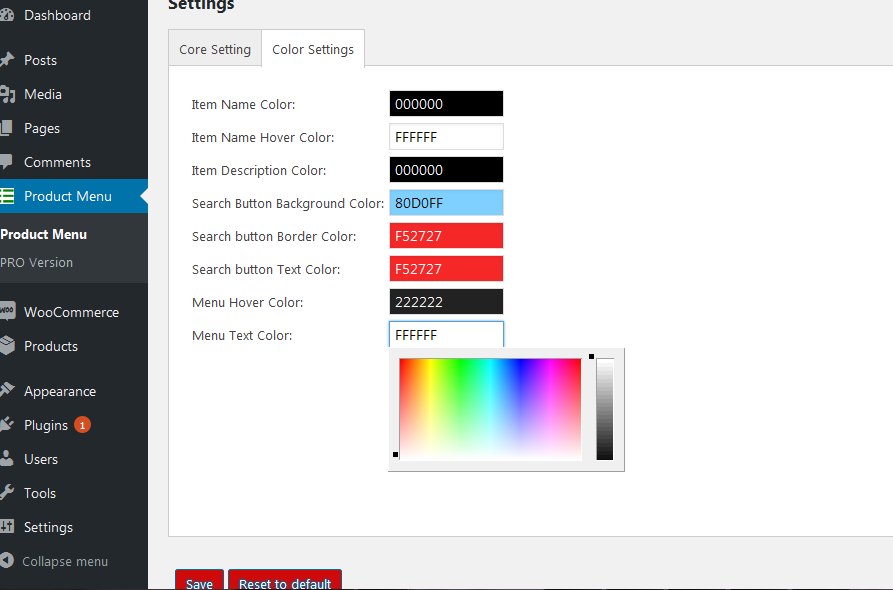 Settings
Dashboard
Posts
Media
Pages
Comments
Product Menu
Product Menu
PRO Version
WOO
WooCommerce
Products
Appearance
Plugins 1
Users
Tools
Settings
Collapse menu
Core Setting
Color Settings
Item Name Color: 000000
Item Name Hover Color: FFFFFF
Item Description Color: 000000
Search Button Background Color: 80D0FF
Search button Border Color: F52727
Search button Text Color: F52727
Menu Hover Color: 222222
Menu Text Color: FFFFFF
Save
Reset to default